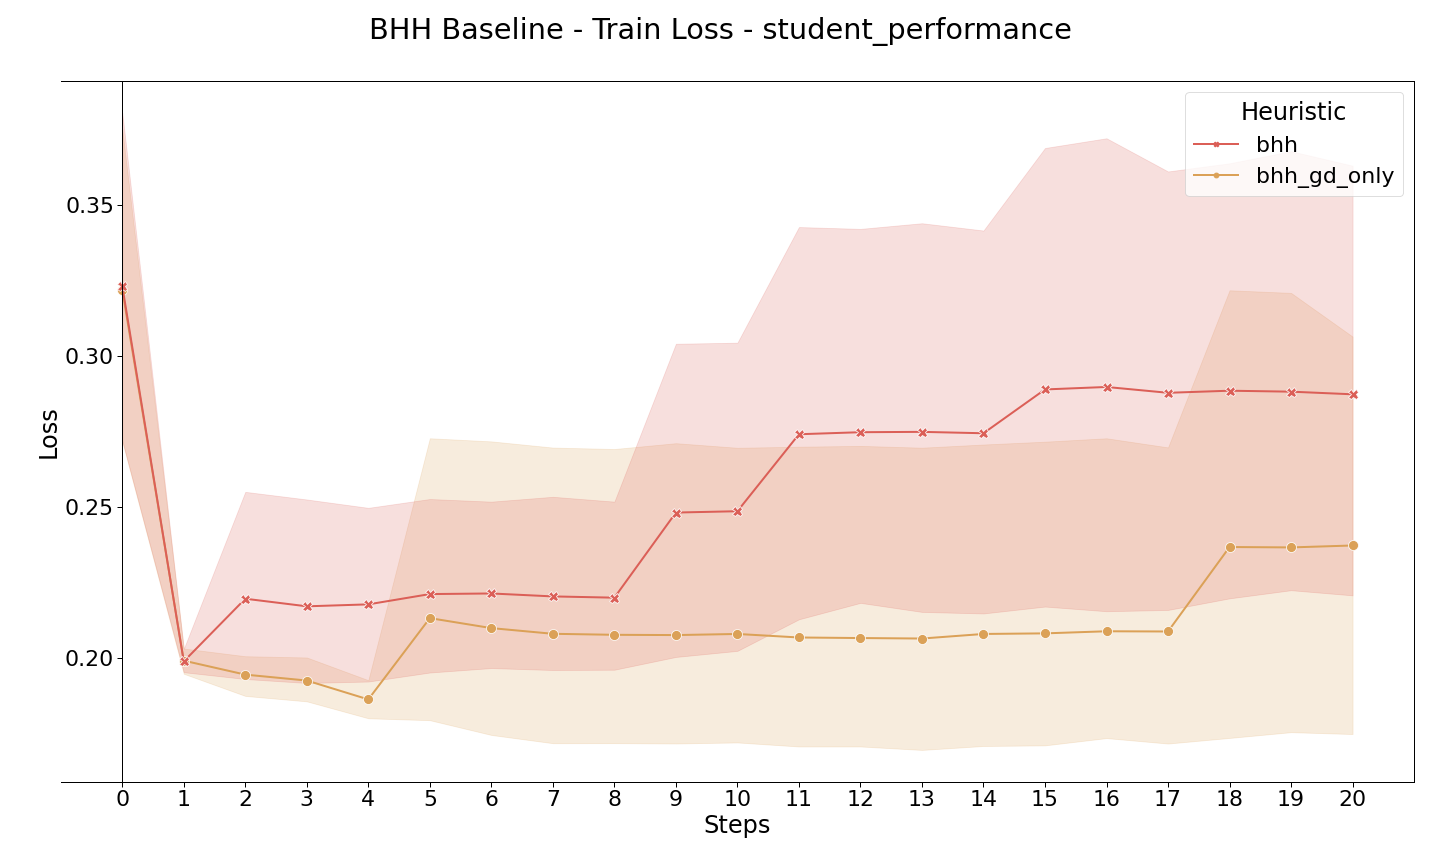 BHH Baseline - Train Loss - student_performance
Heuristic
bhh
bhh_gd_only
Loss
0.35
0.30
0.25
0.20
0 1 2 3 4 5 6 7 8 9 10 11 12 13 14 15 16 17 18 19 20
Steps